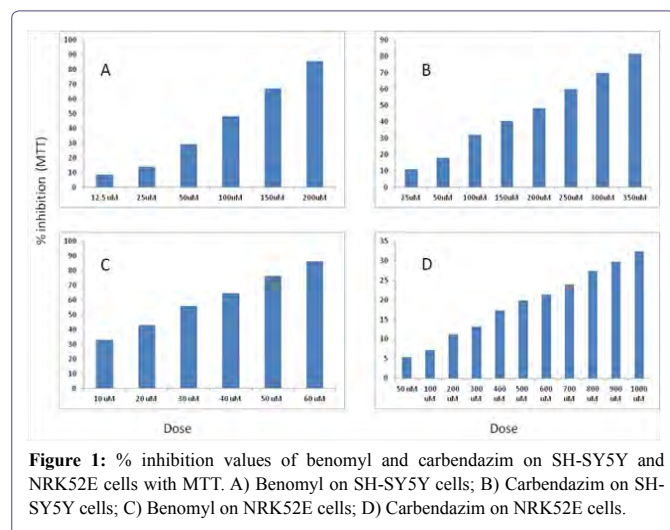 % inhibition (MTT)
A
100
90
80
70
60
50
40
30
20
10
0
12.5 uM 25uM 50uM 100uM 150uM 200uM
B
90
80
70
60
50
40
30
20
10
0
25uM 50uM 100uM 150uM 200uM 250uM 300uM 350uM
C
100
90
80
70
60
50
40
30
20
10
0
10 uM 20 uM 30 uM 40 uM 50 uM 60 uM
D
35
30
25
20
15
10
5
0
50 uM 100 200 300 400 500 600 700 800 900 1000
uM uM uM uM uM uM uM uM uM uM
Dose Dose
Figure 1: % inhibition values of benomyl and carbendazim on SH-SY5Y and
NRK52E cells with MTT. A) Benomyl on SH-SY5Y cells; B) Carbendazim on SH-
SY5Y cells; C) Benomyl on NRK52E cells; D) Carbendazim on NRK52E cells.